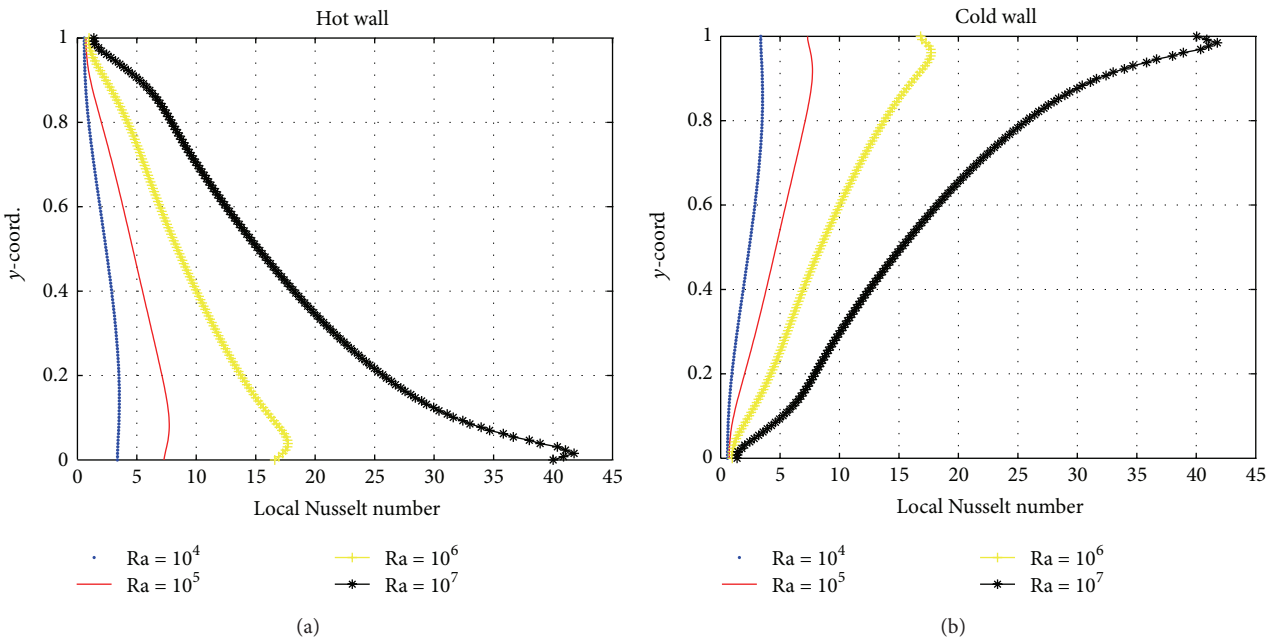 Hot wall
1
0.8
0.6
0.4
0.2
0
y-coord.
0 5 10 15 20 25 30 35 40 45
Local Nusselt number
Ra = 10^4
Ra = 10^5
Ra = 10^6
Ra = 10^7
(a)
Cold wall
1
0.8
0.6
0.4
0.2
0
y-coord
0 5 10 15 20 25 30 35 40 45
Local Nusselt number
Ra = 10^4
Ra = 10^5
Ra = 10^6
Ra = 10^7
(b)